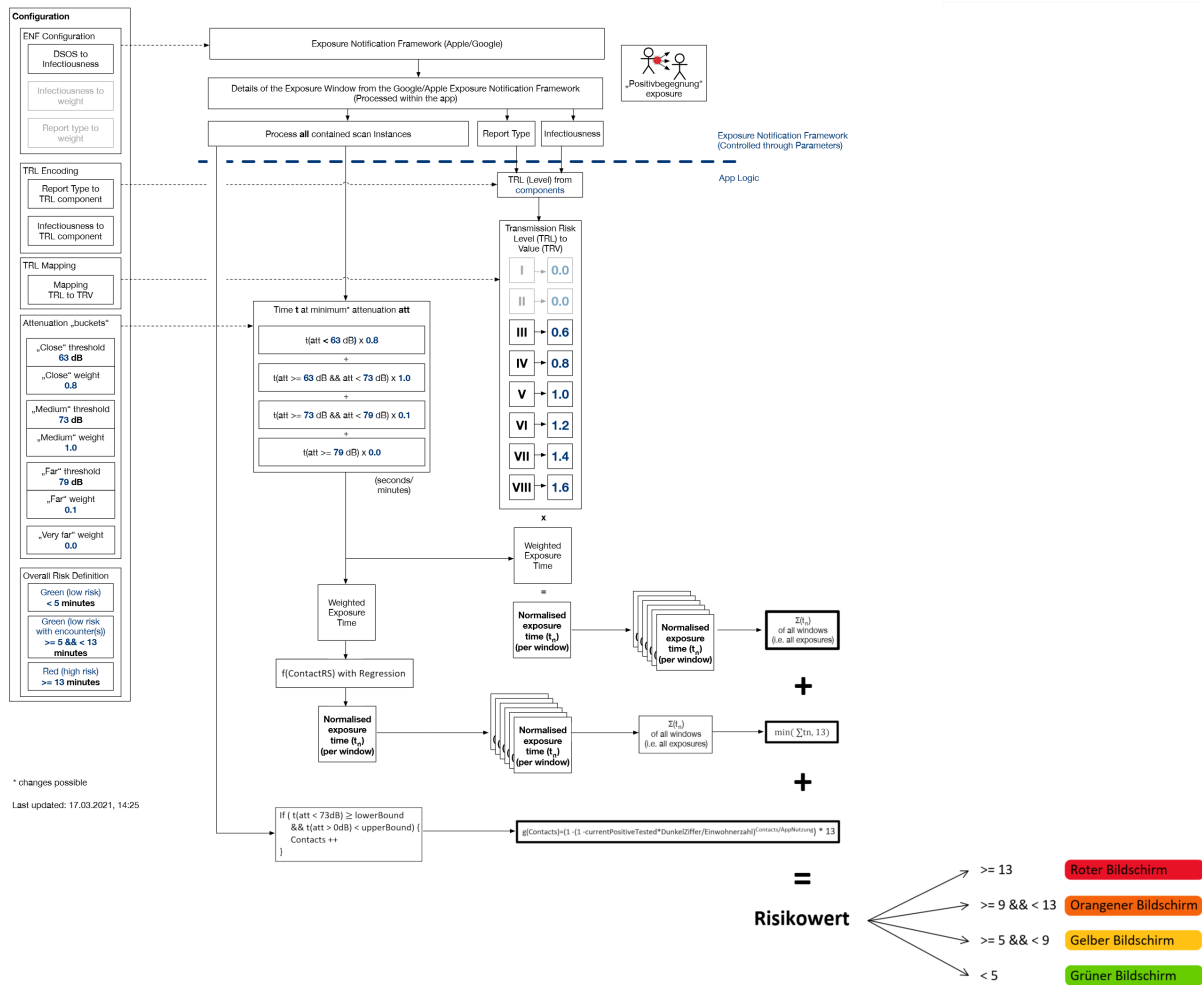 Configuration
ENF Configuration
DSOS to
Infectiousness
Infectiousness to
weight
Report type to
weight
TRL Encoding
Report Type to
TRL component
Infectiousness to
TRL component
TRL Mapping
Mapping
TRL to TRV
Attenuation „buckets“
„Close“ threshold
63 dB
„Close“ weight
0.8
„Medium“ threshold
73 dB
„Medium“ weight
1.0
„Far“ threshold
79 dB
„Far“ weight
0.1
„Very far“ weight
0.0
Overall Risk Definition
Green (low risk)
< 5 minutes
Green (low risk
with encounter(s))
>= 5 && < 13
minutes
Red (high risk)
>= 13 minutes
* changes possible
Last updated: 17.03.2021, 14:25
Exposure Notification Framework (Apple/Google)
Details of the Exposure Window from the Google/Apple Exposure Notification Framework
(Processed within the app)
Process all contained scan Instances
Report Type
Infectiousness
„Positivbegegnung“
exposure
Exposure Notification Framework
(Controlled through Parameters)
App Logic
TRL (Level) from
components
Transmission Risk
Level (TRL) to
Value (TRV)
I 0.0
II 0.0
III 0.6
IV 0.8
V 1.0
VI 1.2
VII 1.4
VIII 1.6
Time t at minimum* attenuation att
t(att < 63 dB) x 0.8
+
t(att >= 63 dB && att < 73 dB) x 1.0
+
t(att >= 73 dB && att < 79 dB) x 0.1
+
t(att >= 79 dB) x 0.0
(seconds/
minutes)
x
Weighted
Exposure
Time
=
Normalised
exposure
time (tn)
(per window)
Normalised
exposure
time (tn)
(per window)
Σ(tn)
of all windows
(i.e. all exposures)
+
Weighted
Exposure
Time
f(ContactRS) with Regression
Normalised
exposure
time (tn)
(per window)
Normalised
exposure
time (tn)
(per window)
Σ(tn)
of all windows
(i.e. all exposures)
min( ∑tn, 13)
+
If ( t(att < 73dB) ≥ lowerBound
&& t(att > 0dB) < upperBound) {
Contacts ++
}
g(Contacts)=(1 -(1 -currentPositiveTested*DunkelZiffer/Einwohnerzahl)^Contacts/AppNutzung) * 13
=
Risikowert
>= 13 Roter Bildschirm
>= 9 && < 13 Orangener Bildschirm
>= 5 && < 9 Gelber Bildschirm
< 5 Grüner Bildschirm